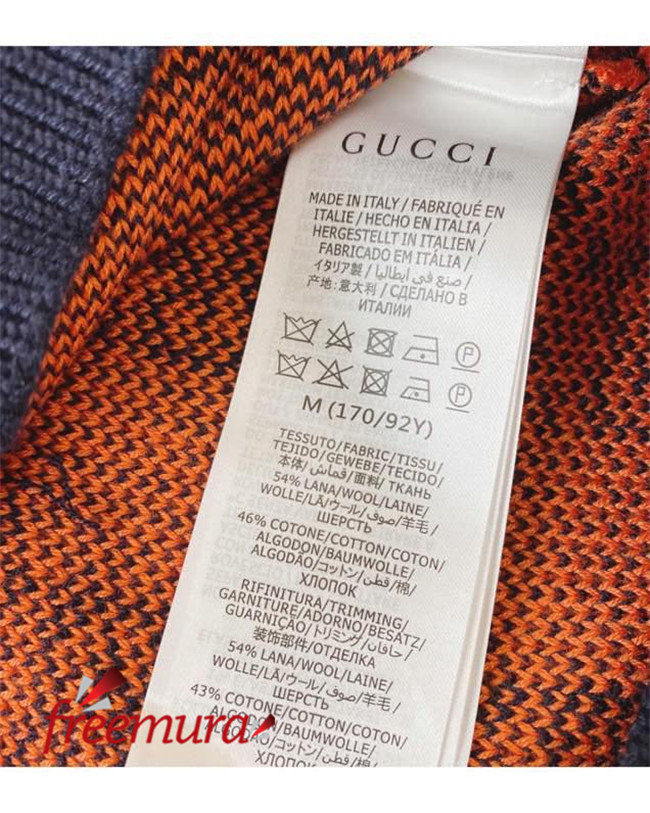 GUCCI
MADE IN ITALY / FABRIQUÉ EN
ITALIE / HECHO EN ITALIA /
HERGESTELLT IN ITALIEN /
FABRICADO EM ITÁLIA /
イタリア製 / صنع في ايطاليا /
产地:意大利 / СДЕЛАНО В
ИТАЛИИ
P
P
M (170/92Y)
TESSUTO/FABRIC/TISSU/
TEJIDO/GEWEBE/TECIDO/
本体/قماش/面料/ТКАНЬ
54% LANA/WOOL/LAINE/
WOLLE/LÃ/ウール/صوف/羊毛/
ШЕРСТЬ
46% COTONE/COTTON/COTON/
ALGODON/BAUMWOLLE/
ALGODÃO/コットン/قطن/棉/
ХЛОПОК
RIFINITURA/TRIMMING/
GARNITURE/ADORNO/BESATZ/
GUARNIÇÃO/トリミング/حافات/
装饰部件/ОТДЕЛКА
54% LANA/WOOL/LAINE/
WOLLE/LÃ/ウール/صوف/羊毛/
ШЕРСТЬ
43% COTONE/COTTON/COTON/
ALGODON/BAUMWOLLE/
ALGODÃO/コットン/قطن/棉/
freemura